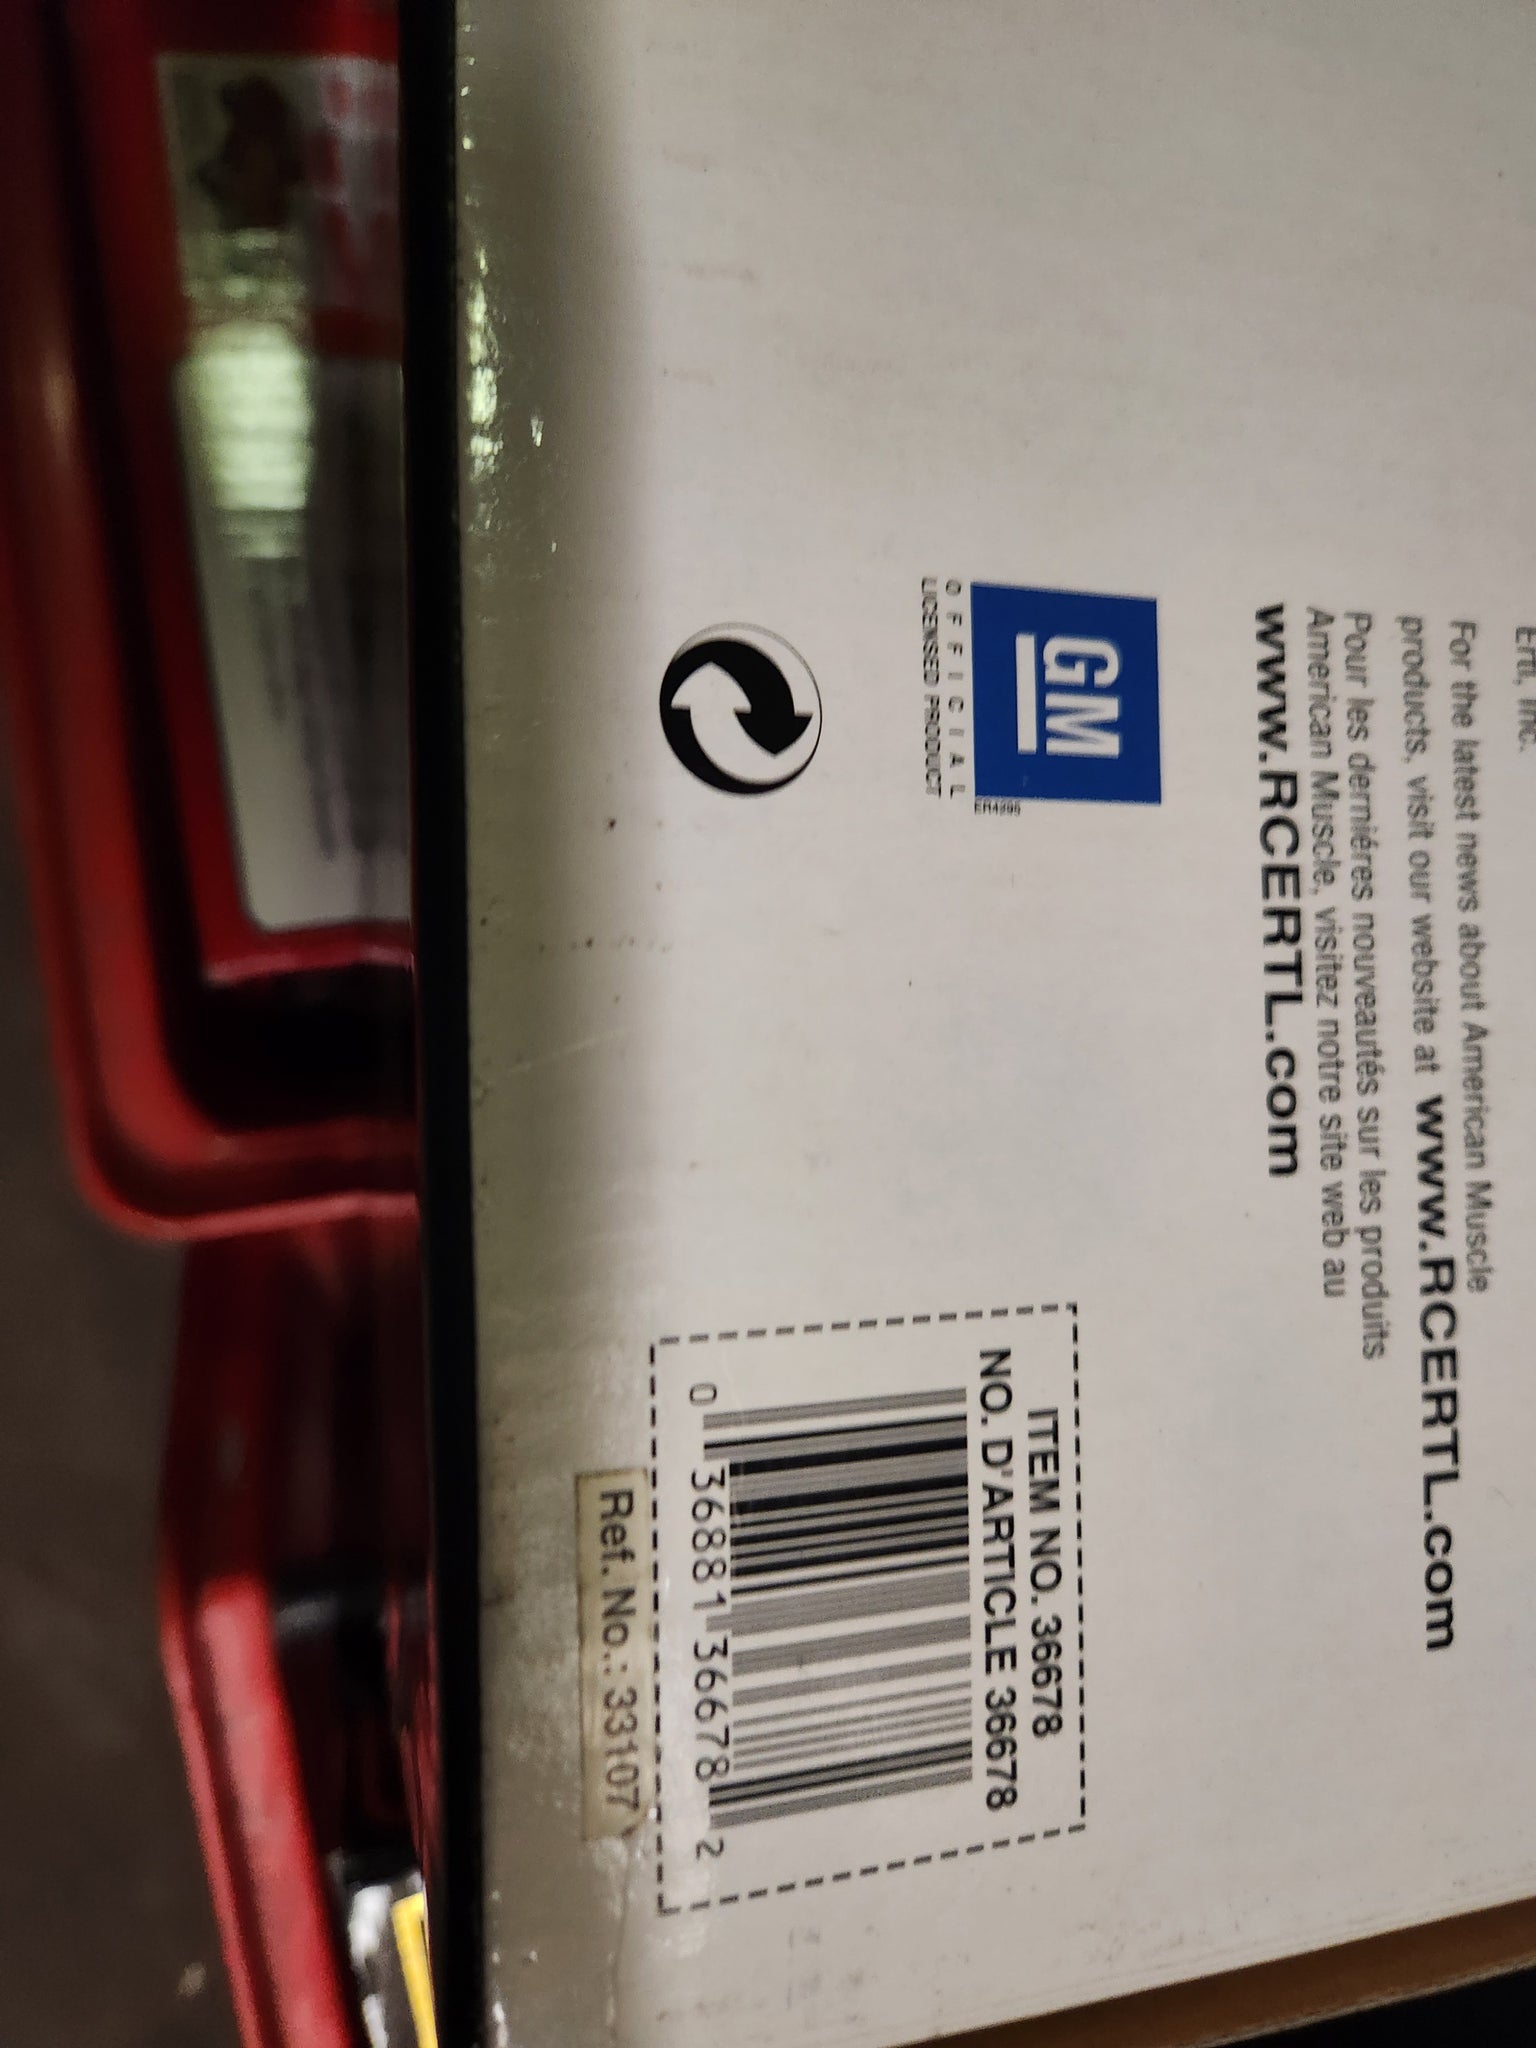 Ertl, Inc.
For the latest news about American Muscle
products, visit our website at www.RCERTL.com
Pour les derniéres nouveautés sur les produits
American Muscle, visitez notre site web au
www.RCERTL.com
GM
ER4295
OFFICIAL
LICENSED PRODUCT
ITEM NO. 36678
NO. D'ARTICLE 36678
0 36881 36678 2
Ref. No.: 33107